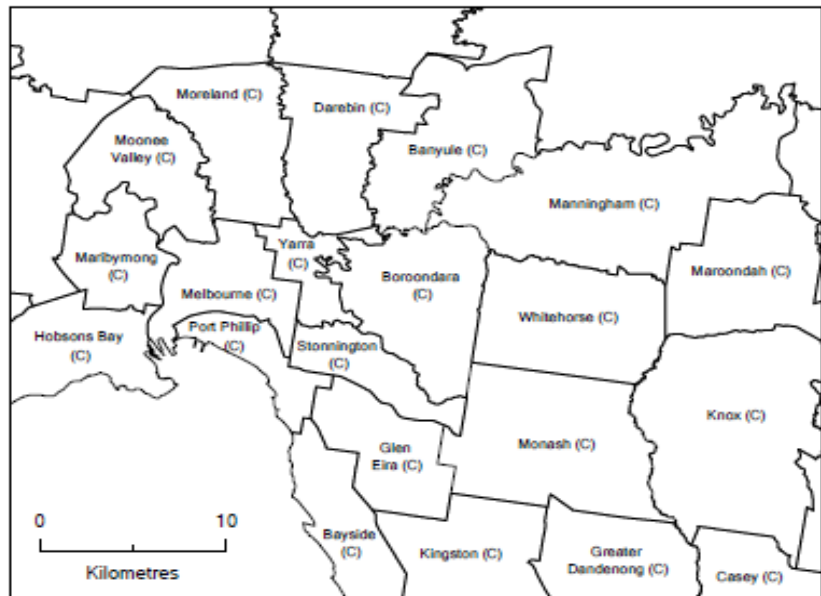 Moreland (C)
Darebin (C)
Moonee
Valley (C)
Banyule (C)
Manningham (C)
Yarra
(C)
Maribymong
(C)
Boroondara
(C)
Maroondah (C)
Melbourne (C)
Whitehorse (C)
Hobsons Bay
(C)
Port Phillip
(C)
Stonnington
(C)
Knox (C)
Glen
Eira (C)
Monash (C)
0
10
Kilometres
Bayside
(C)
Kingston (C)
Greater
Dandenong (C)
Casey (C)